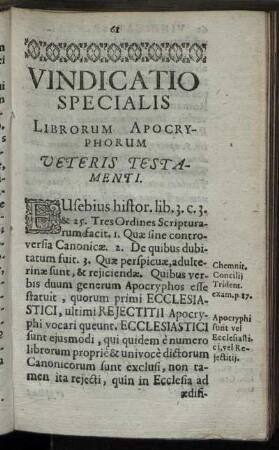 61
VINDICATIO
SPECIALIS
LIBRORUM APOCRY-
PHORUM
VETERIS TESTA-
MENTI.
EUsebius histor. lib. 3. c. 3.
& 25. Tres Ordines Scriptura-
rum facit. 1. Quæ sine contro-
versia Canonicæ. 2. De quibus dubi-
tatum fuit. 3. Quæ perspicuæ, adulte-
rinæ sunt, & rejiciendæ. Quibus ver-
bis duum generum Apocryphos esse
statuit, quorum primi ECCLESIA-
STICI, ultimi REJECTITII Apocry-
phi vocari queunt. ECCLESIASTICI
sunt ejusmodi, qui quidem è numero
librorum propriè & univocè dictorum
Canonicorum sunt exclusi, non ta-
men ita rejecti, quin in Ecclesia ad
ædifi-
Chemnit.
Concilij
Trident.
exam. p. 17.
Apocryphi
sunt vel
Ecclesiasti-
ci, vel Re-
jectitij.